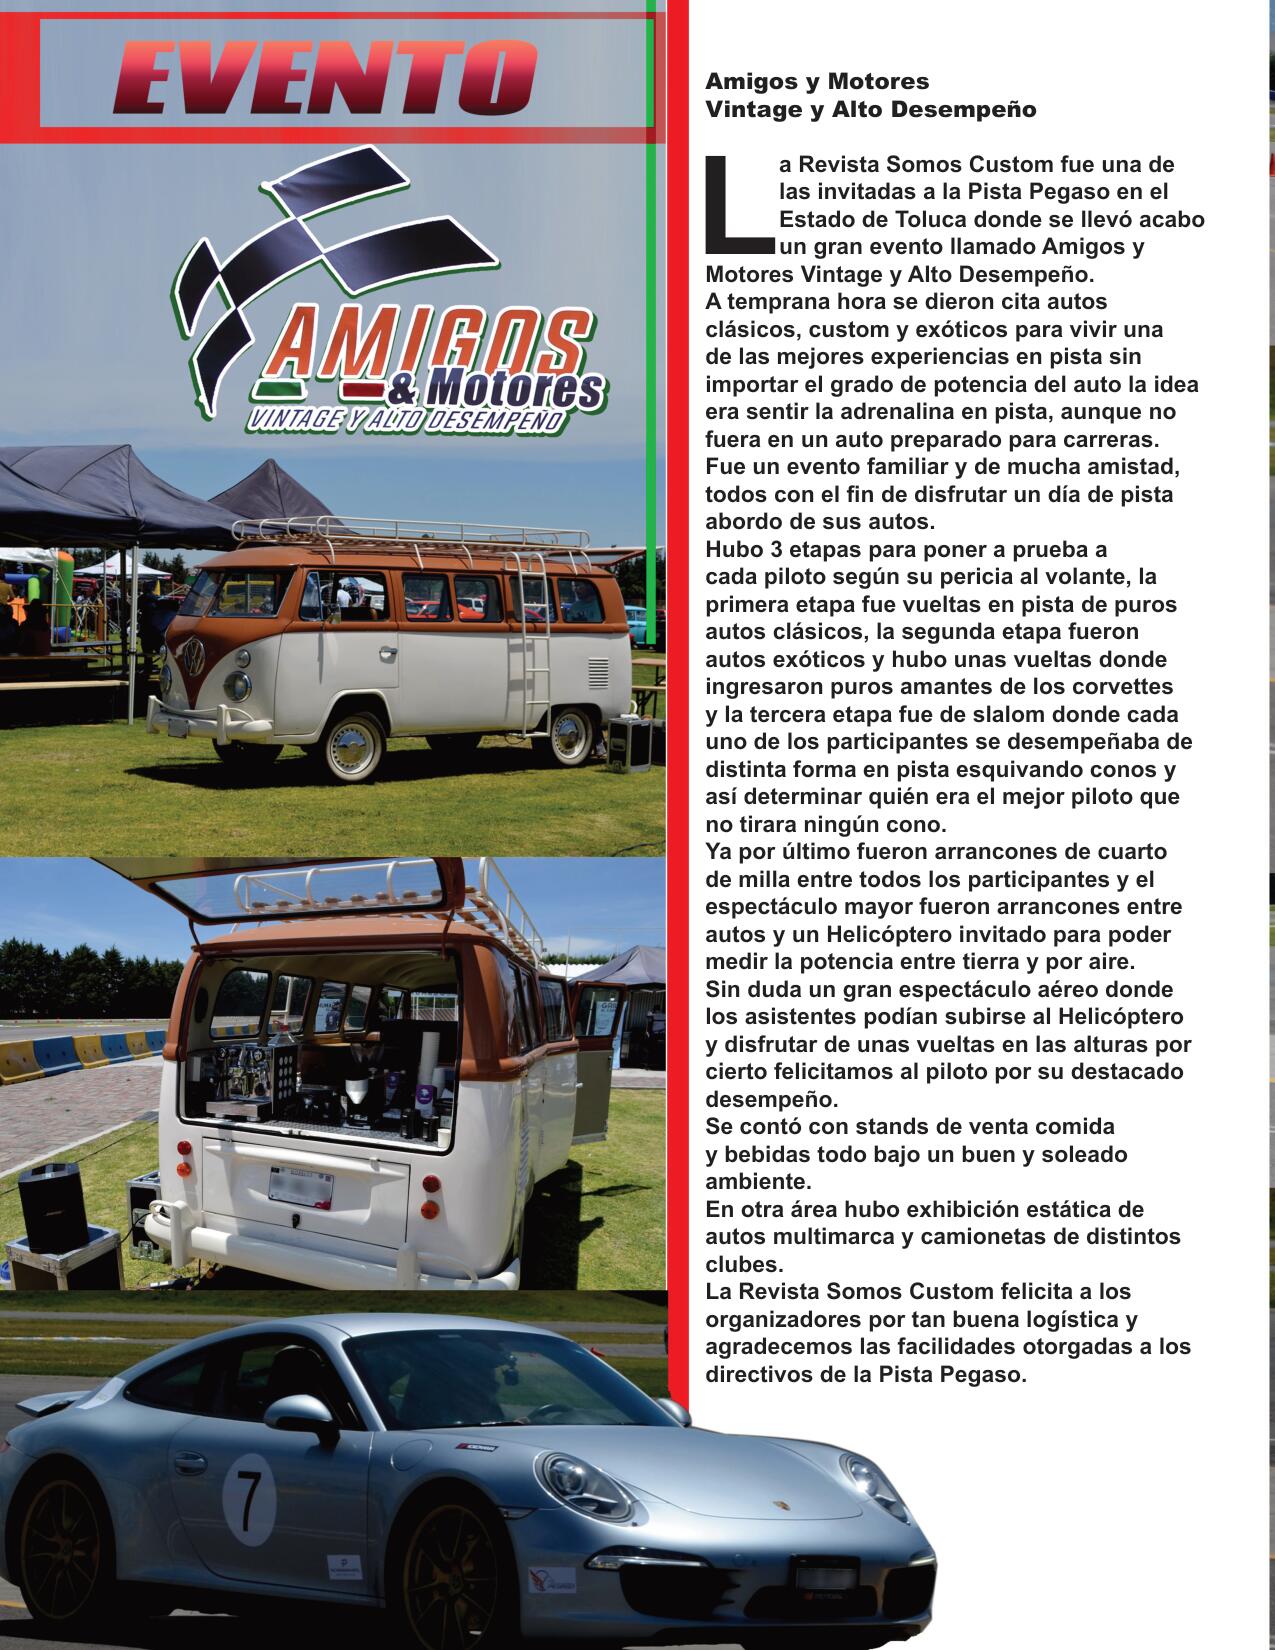 EVENTO
AMIGOS
& Motores
VINTAGE Y ALTO DESEMPEÑO
Amigos y Motores
Vintage y Alto Desempeño
La Revista Somos Custom fue una de
las invitadas a la Pista Pegaso en el
Estado de Toluca donde se llevó acabo
un gran evento llamado Amigos y
Motores Vintage y Alto Desempeño.
A temprana hora se dieron cita autos
clásicos, custom y exóticos para vivir una
de las mejores experiencias en pista sin
importar el grado de potencia del auto la idea
era sentir la adrenalina en pista, aunque no
fuera en un auto preparado para carreras.
Fue un evento familiar y de mucha amistad,
todos con el fin de disfrutar un día de pista
abordo de sus autos.
Hubo 3 etapas para poner a prueba a
cada piloto según su pericia al volante, la
primera etapa fue vueltas en pista de puros
autos clásicos, la segunda etapa fueron
autos exóticos y hubo unas vueltas donde
ingresaron puros amantes de los corvettes
y la tercera etapa fue de slalom donde cada
uno de los participantes se desempeñaba de
distinta forma en pista esquivando conos y
así determinar quién era el mejor piloto que
no tirara ningún cono.
Ya por último fueron arrancones de cuarto
de milla entre todos los participantes y el
espectáculo mayor fueron arrancones entre
autos y un Helicóptero invitado para poder
medir la potencia entre tierra y por aire.
Sin duda un gran espectáculo aéreo donde
los asistentes podían subirse al Helicóptero
y disfrutar de unas vueltas en las alturas por
cierto felicitamos al piloto por su destacado
desempeño.
Se contó con stands de venta comida
y bebidas todo bajo un buen y soleado
ambiente.
En otra área hubo exhibición estática de
autos multimarca y camionetas de distintos
clubes.
La Revista Somos Custom felicita a los
organizadores por tan buena logística y
agradecemos las facilidades otorgadas a los
directivos de la Pista Pegaso.
7